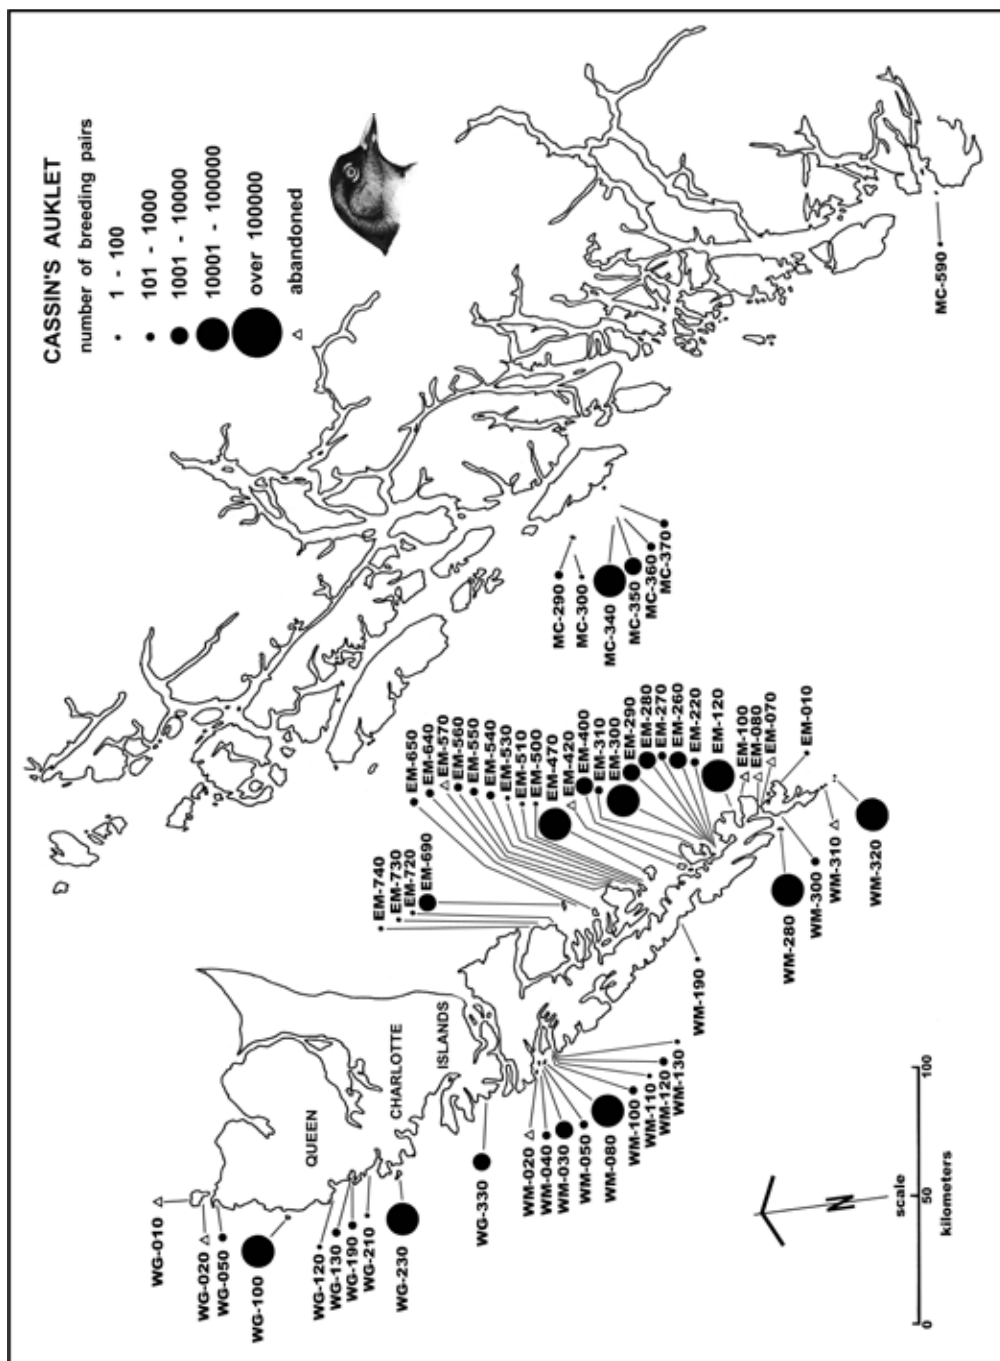 CASSIN'S AUKLET
number of breeding pairs
1 - 100
101 - 1000
1001 - 10000
10001 - 100000
over 100000
abandoned
MC-590
MC-290
MC-300
MC-340
MC-350
MC-360
MC-370
EM-740
EM-730
EM-720
EM-690
EM-650
EM-640
EM-570
EM-560
EM-550
EM-540
EM-530
EM-510
EM-500
EM-470
EM-420
EM-400
EM-310
EM-300
EM-290
EM-280
EM-270
EM-260
EM-220
EM-120
EM-100
EM-080
EM-070
EM-010
QUEEN
CHARLOTTE
ISLANDS
WG-010
WG-020
WG-050
WG-100
WG-120
WG-130
WG-190
WG-210
WG-230
WG-330
WM-020
WM-040
WM-030
WM-050
WM-080
WM-100
WM-110
WM-120
WM-130
WM-190
WM-280
WM-300
WM-310
WM-320
N
scale
0 50 100
kilometers